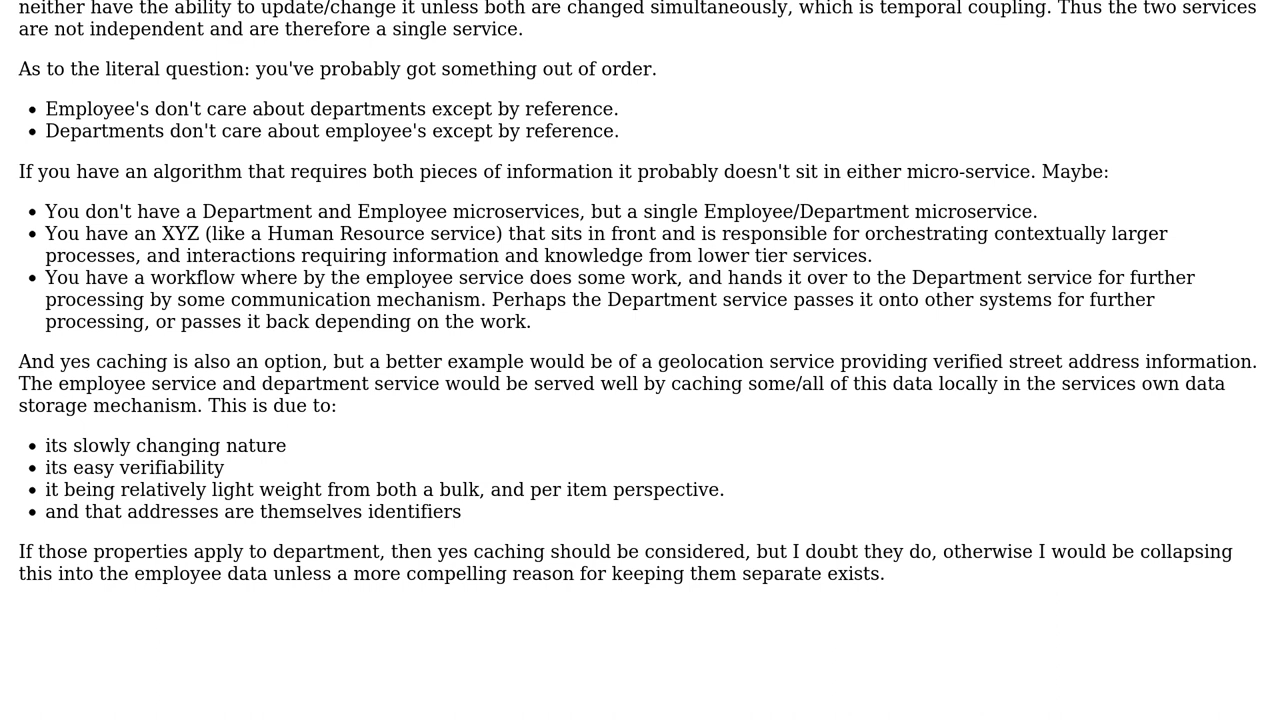 neither have the ability to update/change it unless both are changed simultaneously, which is temporal coupling. Thus the two services
are not independent and are therefore a single service.
As to the literal question: you've probably got something out of order.
• Employee's don't care about departments except by reference.
• Departments don't care about employee's except by reference.
If you have an algorithm that requires both pieces of information it probably doesn't sit in either micro-service. Maybe:
• You don't have a Department and Employee microservices, but a single Employee/Department microservice.
• You have an XYZ (like a Human Resource service) that sits in front and is responsible for orchestrating contextually larger
processes, and interactions requiring information and knowledge from lower tier services.
• You have a workflow where by the employee service does some work, and hands it over to the Department service for further
processing by some communication mechanism. Perhaps the Department service passes it onto other systems for further
processing, or passes it back depending on the work.
And yes caching is also an option, but a better example would be of a geolocation service providing verified street address information.
The employee service and department service would be served well by caching some/all of this data locally in the services own data
storage mechanism. This is due to:
• its slowly changing nature
• its easy verifiability
• it being relatively light weight from both a bulk, and per item perspective.
• and that addresses are themselves identifiers
If those properties apply to department, then yes caching should be considered, but I doubt they do, otherwise I would be collapsing
this into the employee data unless a more compelling reason for keeping them separate exists.